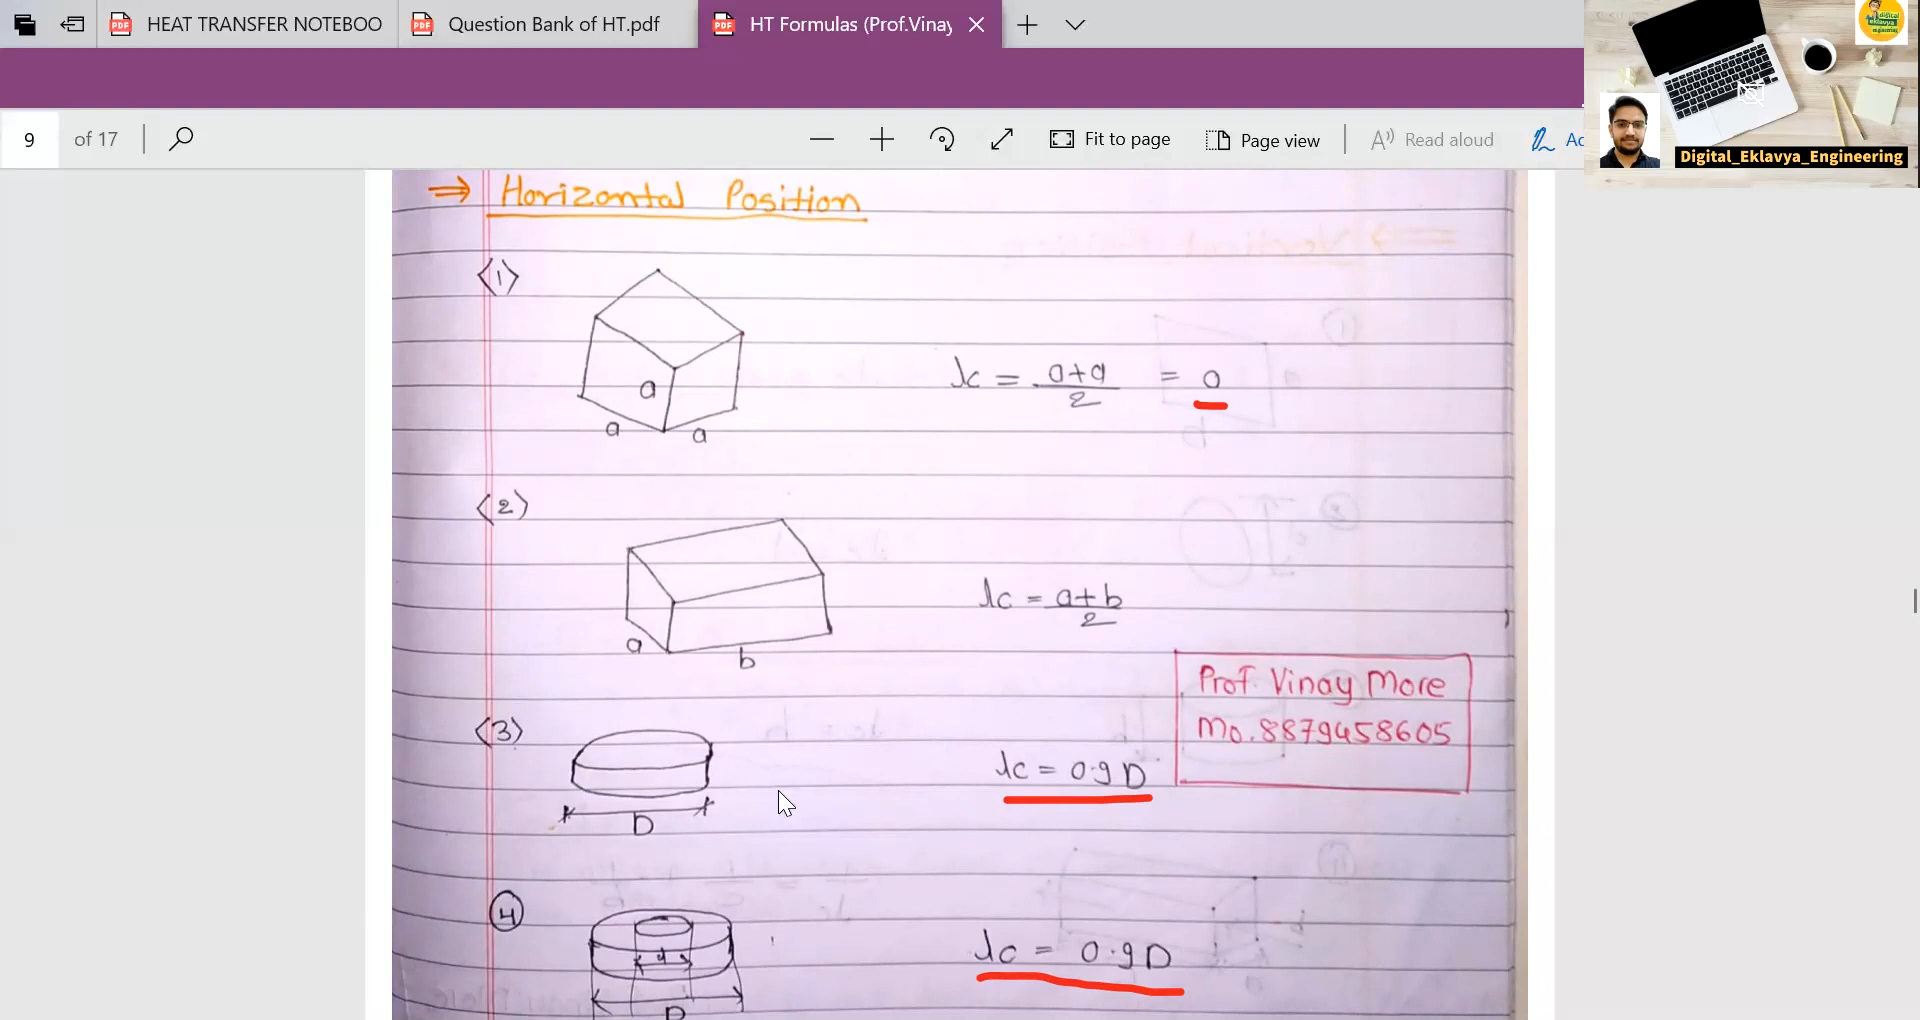 HEAT TRANSFER NOTEBOO
Question Bank of HT.pdf
HT Formulas (Prof.Vinay
9 of 17
Fit to page
Page view
Read aloud
Digital_Eklavya_Engineering
⇒ Horizontal Position
(1)
a
a a
lc = a+a = a
2
(2)
a
b
lc = a+b
2
Prof. Vinay More
Mo. 8879458605
(3)
D
lc = 0.9 D
4
d
D
lc = 0.9 D